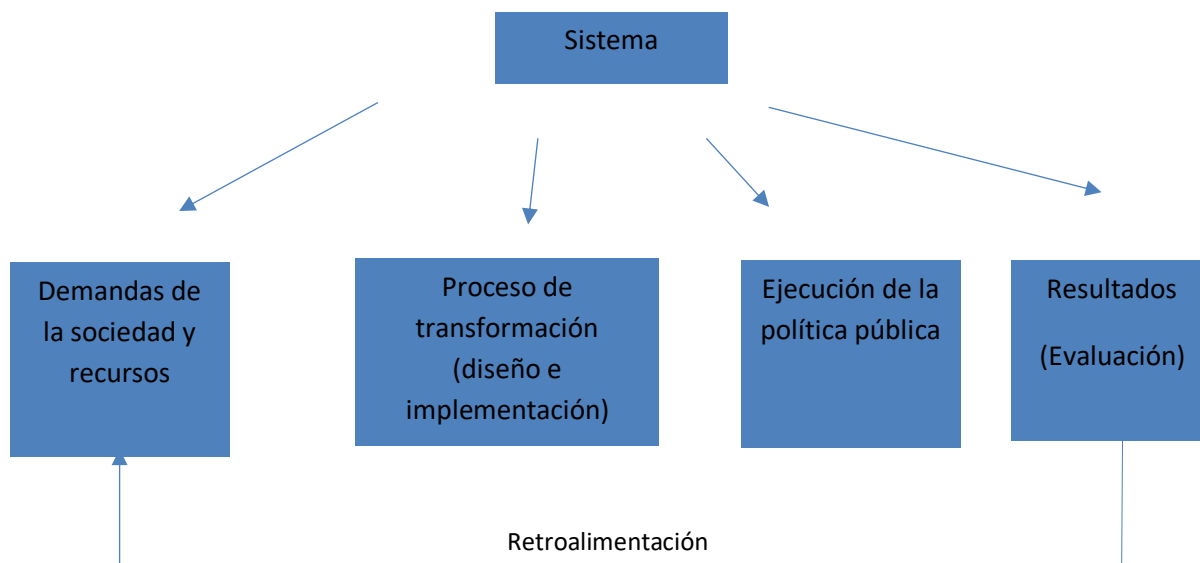 Sistema
Demandas de
la sociedad y
recursos
Proceso de
transformación
(diseño e
implementación)
Ejecución de la
política pública
Resultados
(Evaluación)
Retroalimentación